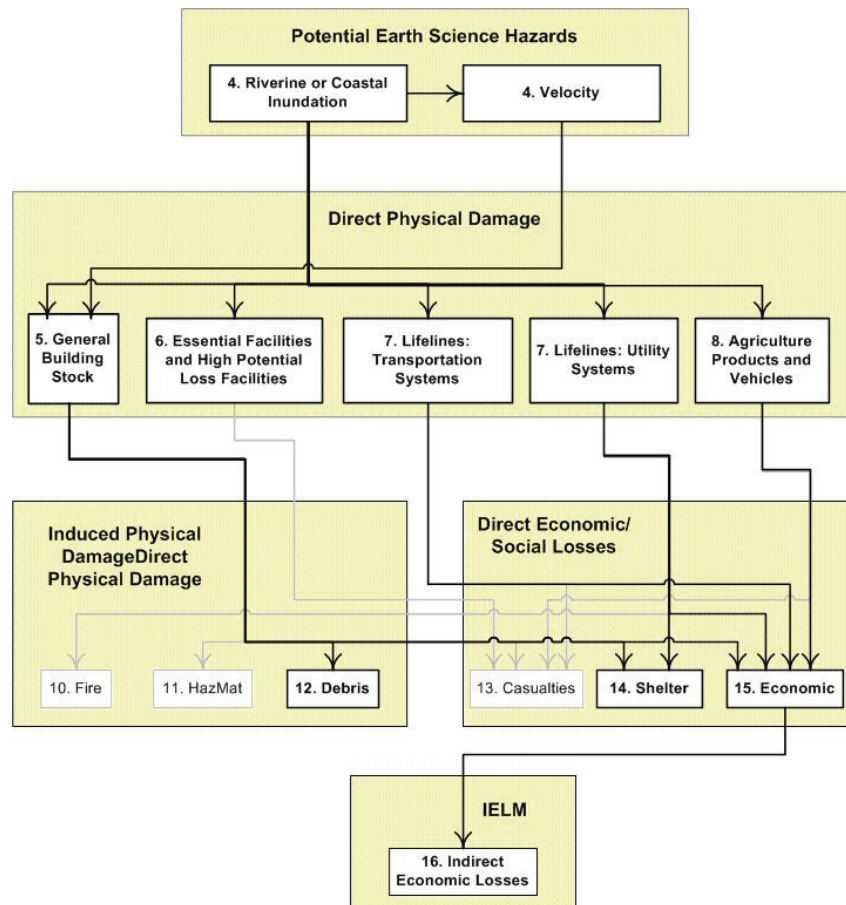 Potential Earth Science Hazards
4. Riverine or Coastal
Inundation
4. Velocity
Direct Physical Damage
5. General
Building
Stock
6. Essential Facilities
and High Potential
Loss Facilities
7. Lifelines:
Transportation
Systems
7. Lifelines: Utility
Systems
8. Agriculture
Products and
Vehicles
Induced Physical
DamageDirect
Physical Damage
10. Fire
11. HazMat
12. Debris
Direct Economic/
Social Losses
13. Casualties
14. Shelter
15. Economic
IELM
16. Indirect
Economic Losses